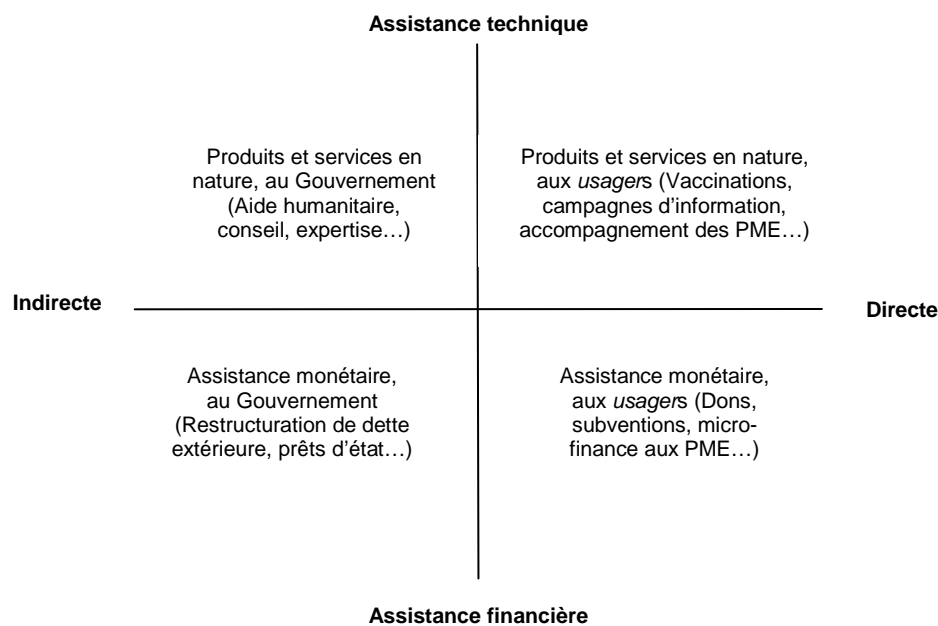 Assistance technique
Produits et services en
nature, au Gouvernement
(Aide humanitaire,
conseil, expertise…)
Produits et services en nature,
aux usagers (Vaccinations,
campagnes d'information,
accompagnement des PME…)
Indirecte
Directe
Assistance monétaire,
au Gouvernement
(Restructuration de dette
extérieure, prêts d'état…)
Assistance monétaire,
aux usagers (Dons,
subventions, micro-
finance aux PME…)
Assistance financière